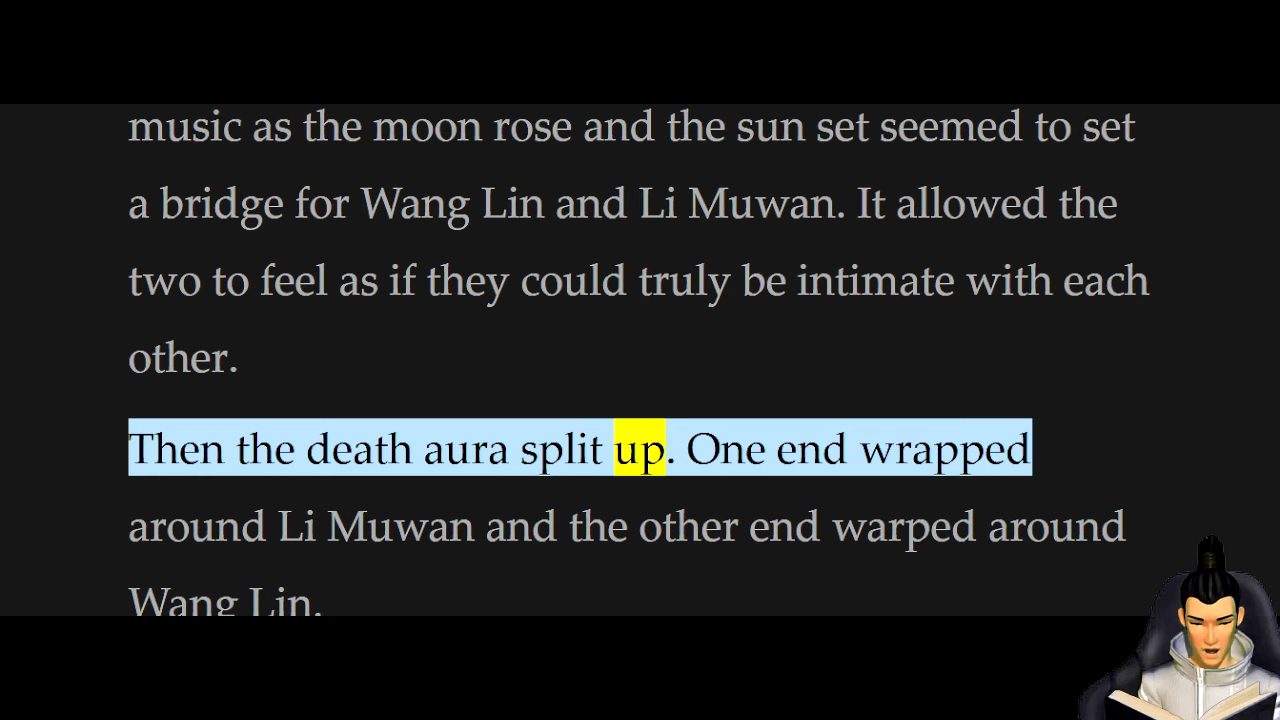 music as the moon rose and the sun set seemed to set
a bridge for Wang Lin and Li Muwan. It allowed the
two to feel as if they could truly be intimate with each
other.
Then the death aura split up. One end wrapped
around Li Muwan and the other end warped around
Wang Lin.